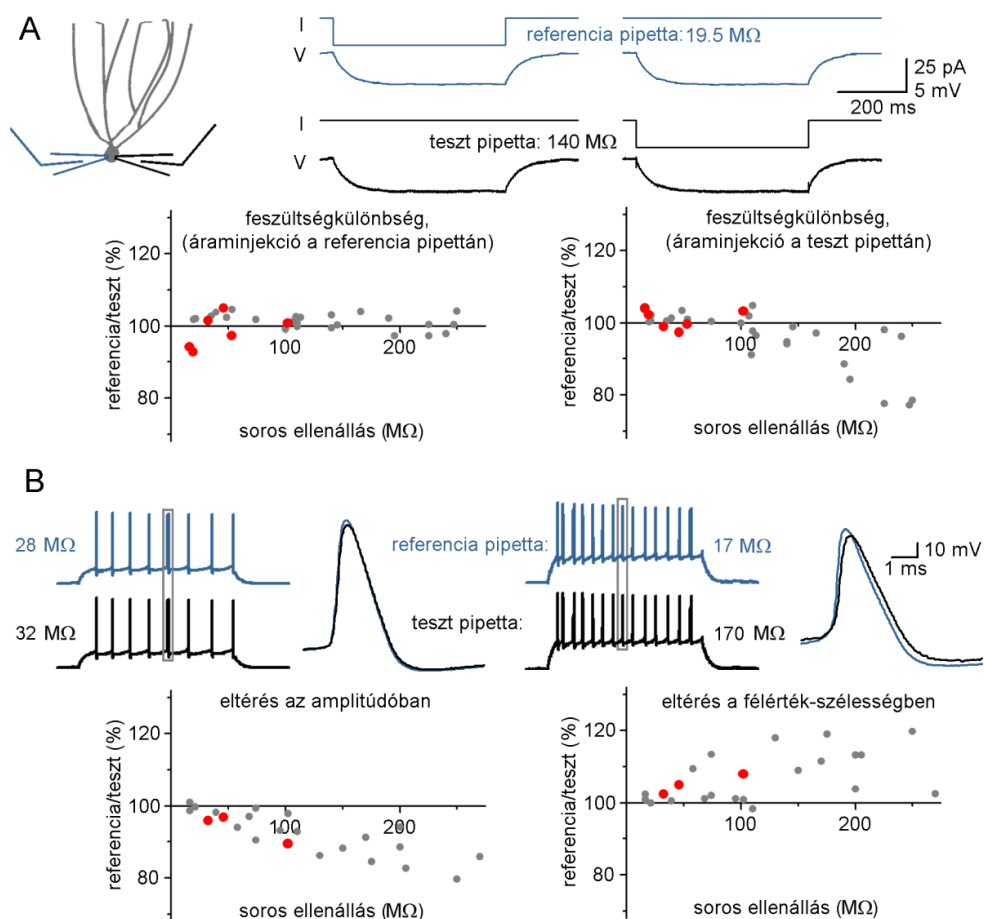 A
I
referencia pipetta: 19.5 MΩ
V
25 pA
5 mV
200 ms
I
teszt pipetta: 140 MΩ
V
feszültségkülönbség,
(áraminjekció a referencia pipettán)
referencia/teszt (%)
120
100
80
100
200
soros ellenállás (MΩ)
feszültségkülönbség,
(áraminjekció a teszt pipettán)
referencia/teszt (%)
120
100
80
100
200
soros ellenállás (MΩ)
B
28 MΩ
referencia pipetta:
17 MΩ
10 mV
1 ms
32 MΩ
teszt pipetta:
170 MΩ
eltérés az amplitúdóban
referencia/teszt (%)
120
100
80
100
200
soros ellenállás (MΩ)
eltérés a félérték-szélességben
referencia/teszt (%)
120
100
80
100
200
soros ellenállás (MΩ)